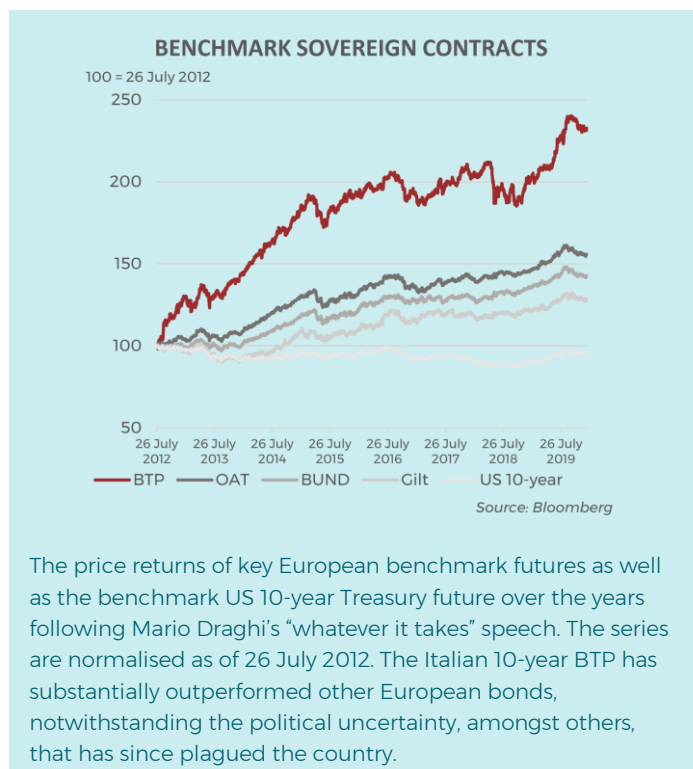 BENCHMARK SOVEREIGN CONTRACTS
100 = 26 July 2012
250
200
150
100
50
26 July 26 July 26 July 26 July 26 July 26 July 26 July 26 July
2012 2013 2014 2015 2016 2017 2018 2019
BTP OAT BUND Gilt US 10-year
Source: Bloomberg
The price returns of key European benchmark futures as well
as the benchmark US 10-year Treasury future over the years
following Mario Draghi's “whatever it takes” speech. The series
are normalised as of 26 July 2012. The Italian 10-year BTP has
substantially outperformed other European bonds,
notwithstanding the political uncertainty, amongst others,
that has since plagued the country.